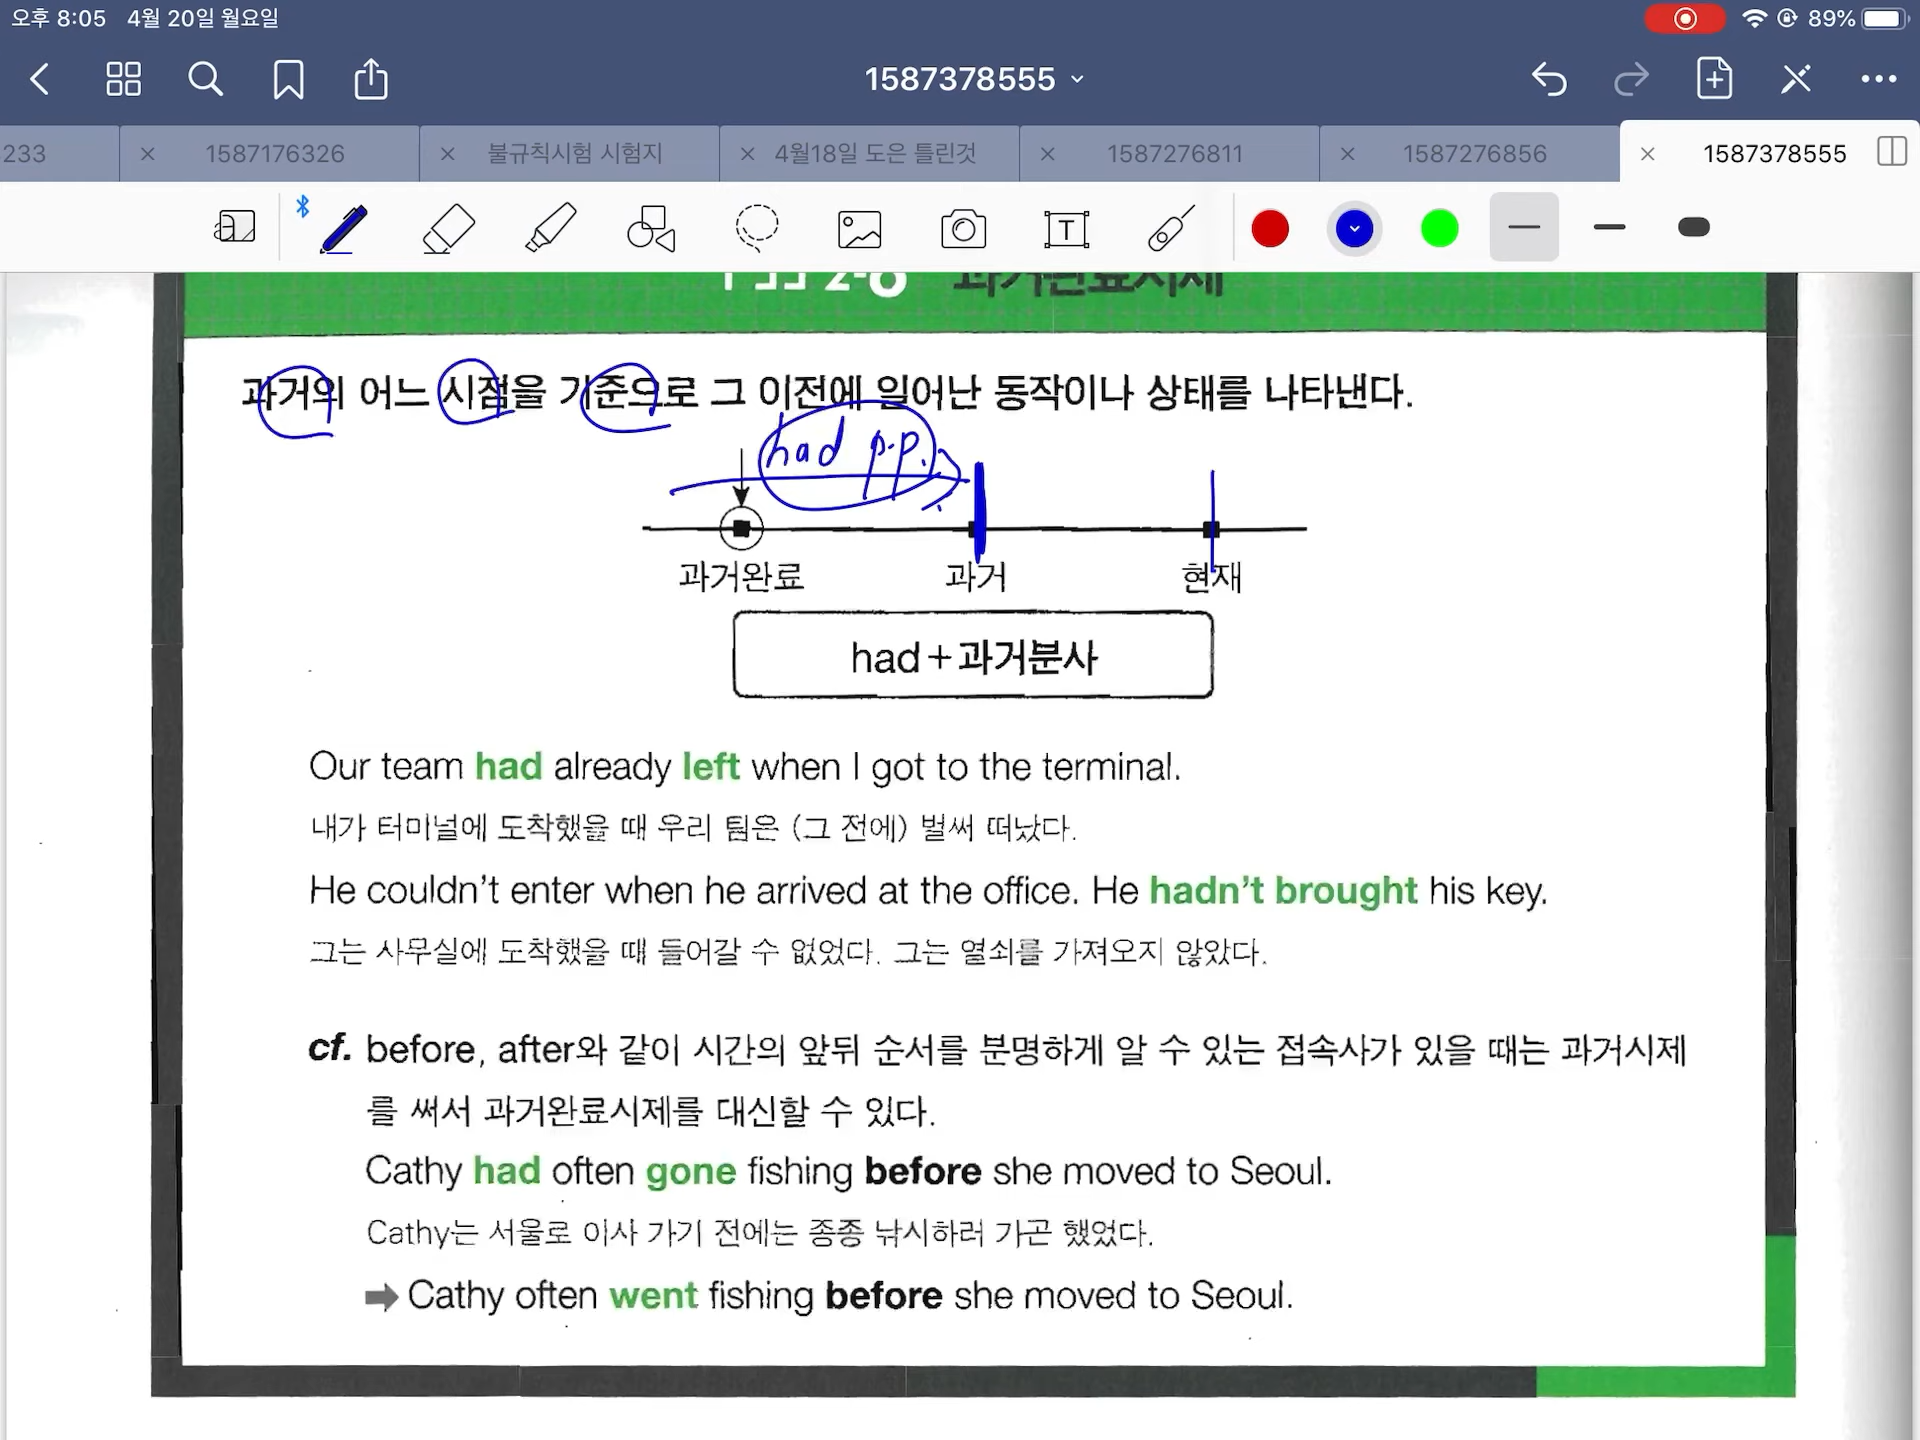 오후 8:05 4월 20일 월요일 89%
1587378555
233 1587176326 불규칙시험 시험지 4월18일 도은 틀린것 1587276811 1587276856 1587378555
과거완료시제
과거의 어느 시점을 기준으로 그 이전에 일어난 동작이나 상태를 나타낸다.
had p.p.
과거완료 과거 현재
had+과거분사
Our team had already left when I got to the terminal.
내가 터미널에 도착했을 때 우리 팀은 (그 전에) 벌써 떠났다.
He couldn't enter when he arrived at the office. He hadn't brought his key.
그는 사무실에 도착했을 때 들어갈 수 없었다. 그는 열쇠를 가져오지 않았다.
cf. before, after와 같이 시간의 앞뒤 순서를 분명하게 알 수 있는 접속사가 있을 때는 과거시제
를 써서 과거완료시제를 대신할 수 있다.
Cathy had often gone fishing before she moved to Seoul.
Cathy는 서울로 이사 가기 전에는 종종 낚시하러 가곤 했었다.
➡ Cathy often went fishing before she moved to Seoul.